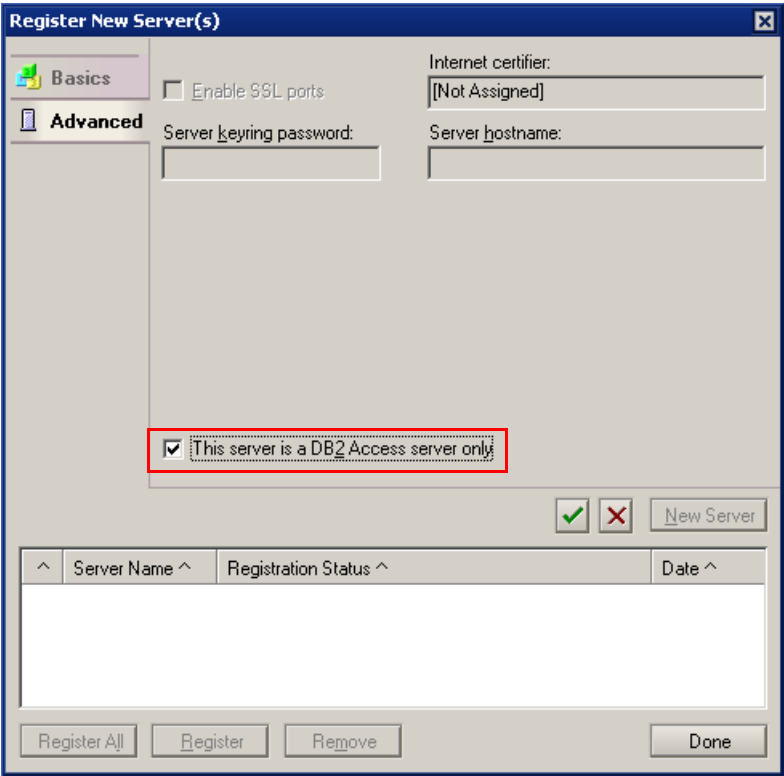 Register New Server(s)
Basics
Advanced
Enable SSL ports
Internet certifier:
[Not Assigned]
Server keyring password:
Server hostname:
This server is a DB2 Access server only
New Server
^ Server Name ^ Registration Status ^ Date ^
Register All Register Remove Done